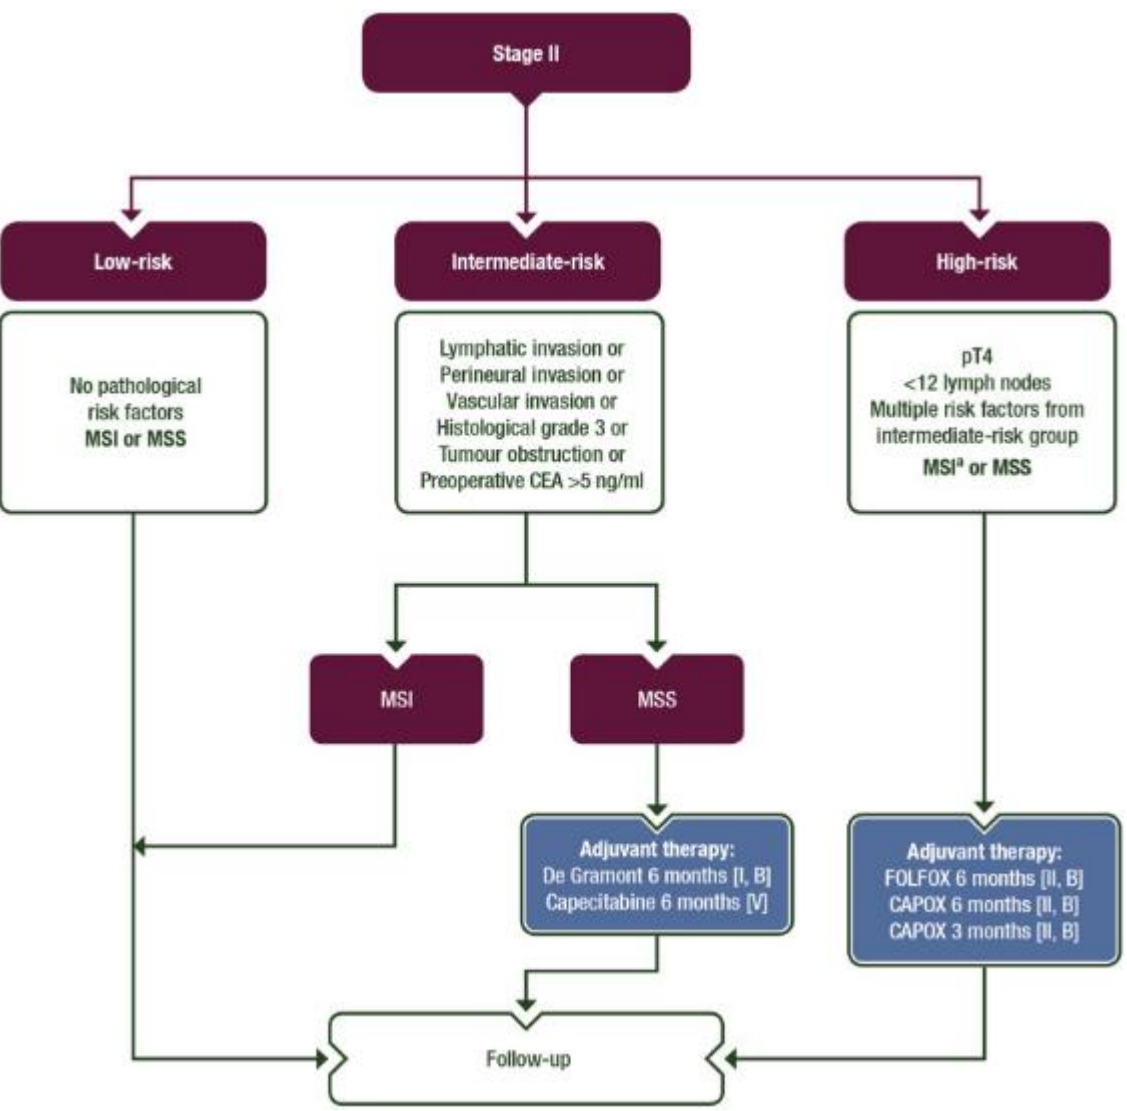 Stage II
Low-risk
Intermediate-risk
High-risk
No pathological
risk factors
MSI or MSS
Lymphatic invasion or
Perineural invasion or
Vascular invasion or
Histological grade 3 or
Tumour obstruction or
Preoperative CEA >5 ng/ml
pT4
<12 lymph nodes
Multiple risk factors from
intermediate-risk group
MSIᵃ or MSS
MSI
MSS
Adjuvant therapy:
De Gramont 6 months [I, B]
Capecitabine 6 months [V]
Adjuvant therapy:
FOLFOX 6 months [II, B]
CAPOX 6 months [II, B]
CAPOX 3 months [II, B]
Follow-up